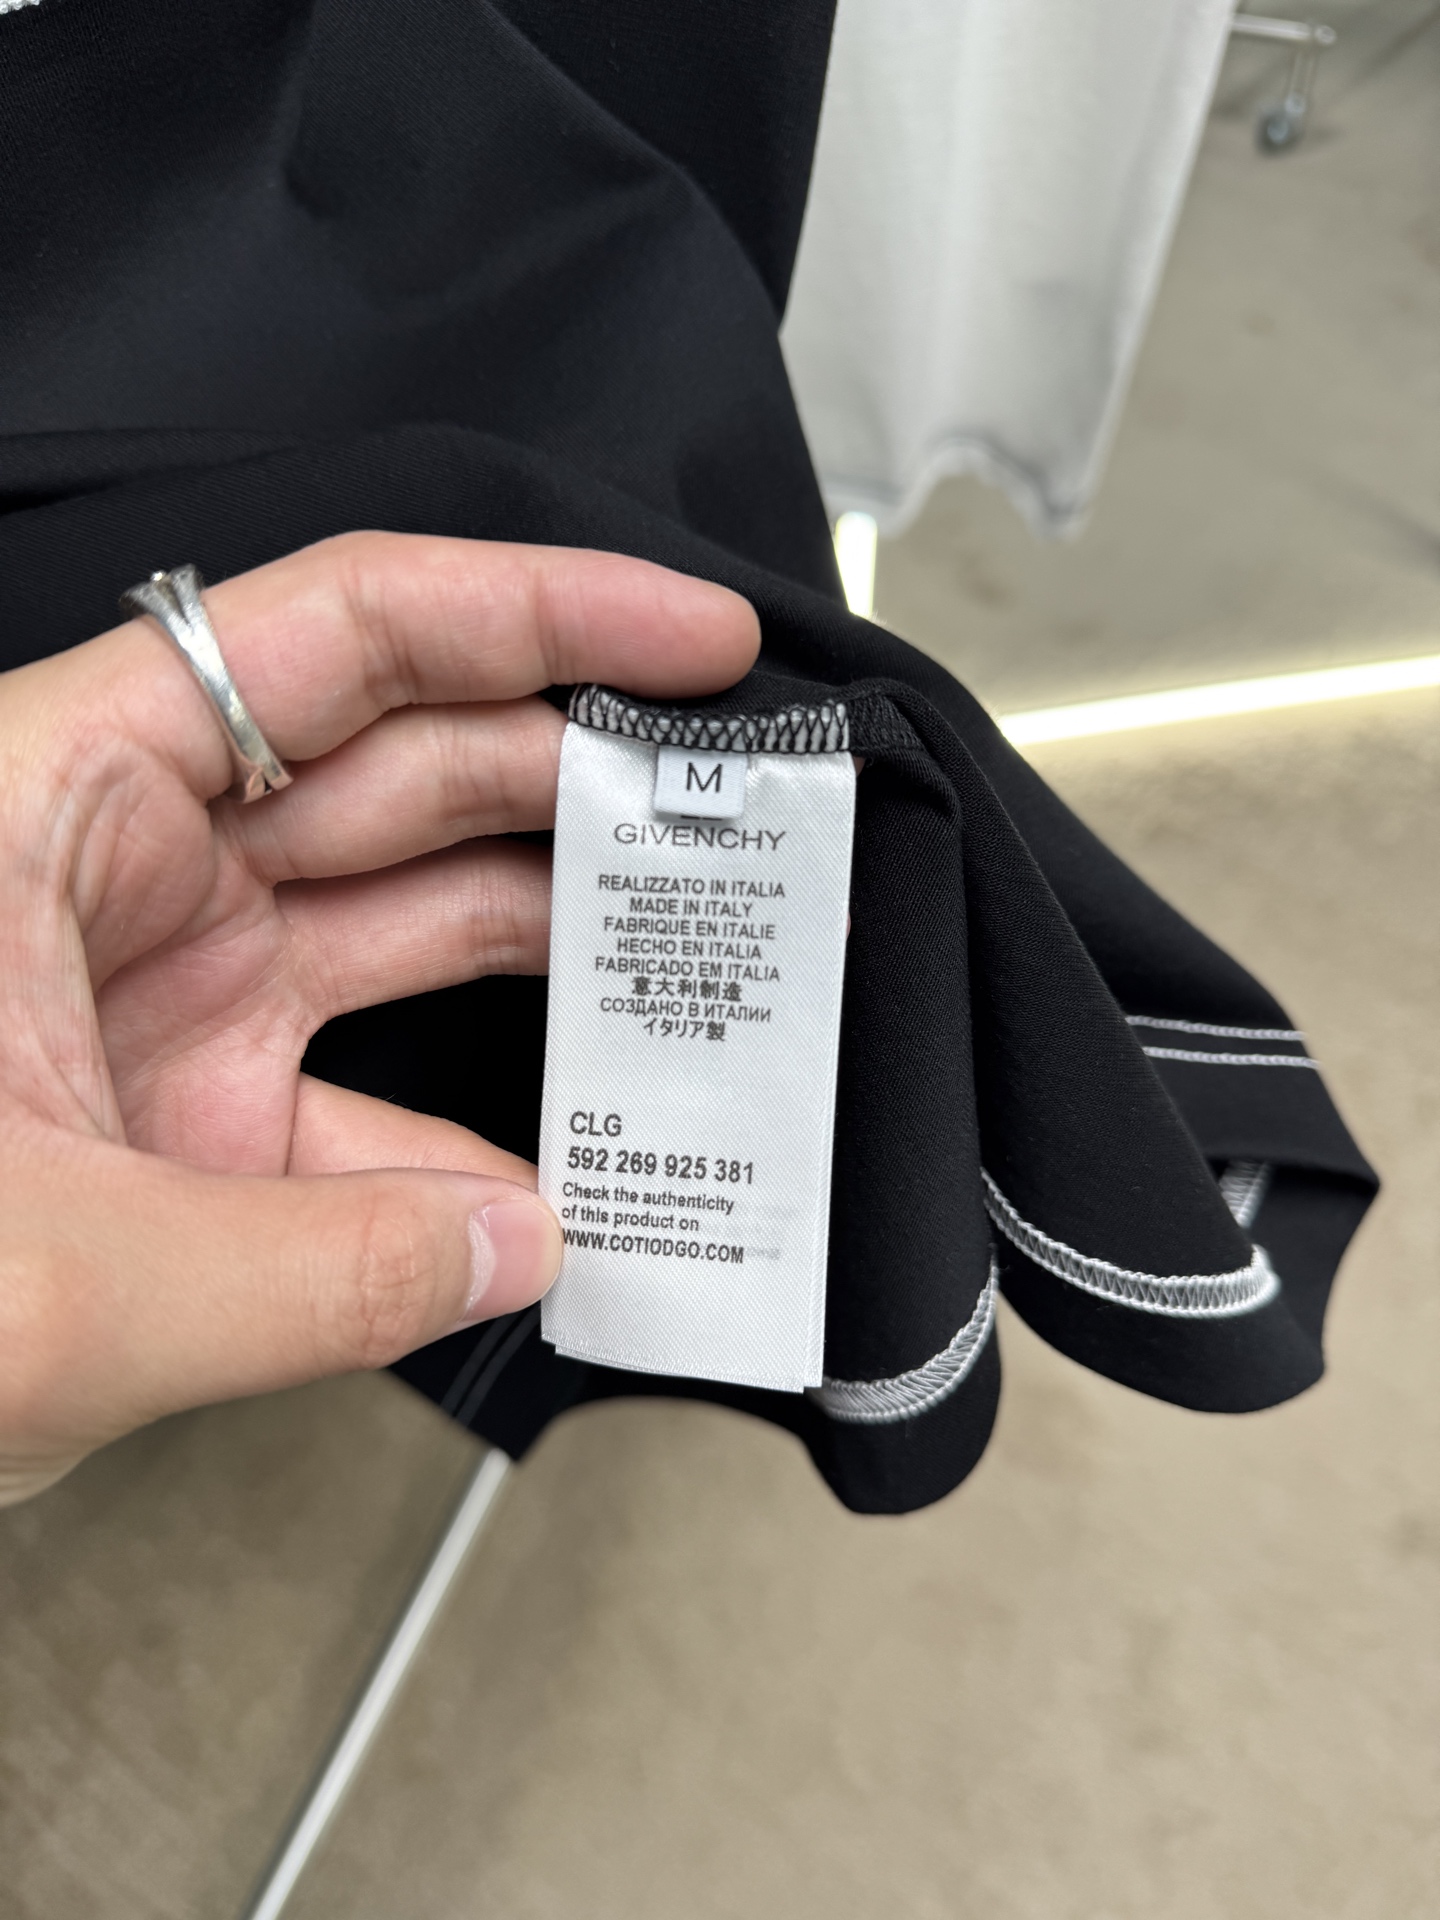 M
GIVENCHY
REALIZZATO IN ITALIA
MADE IN ITALY
FABRIQUE EN ITALIE
HECHO EN ITALIA
FABRICADO EM ITALIA
意大利制造
СОЗДАНО В ИТАЛИИ
イタリア製
CLG
592 269 925 381
Check the authenticity
of this product on
WWW.COTIODGO.COM